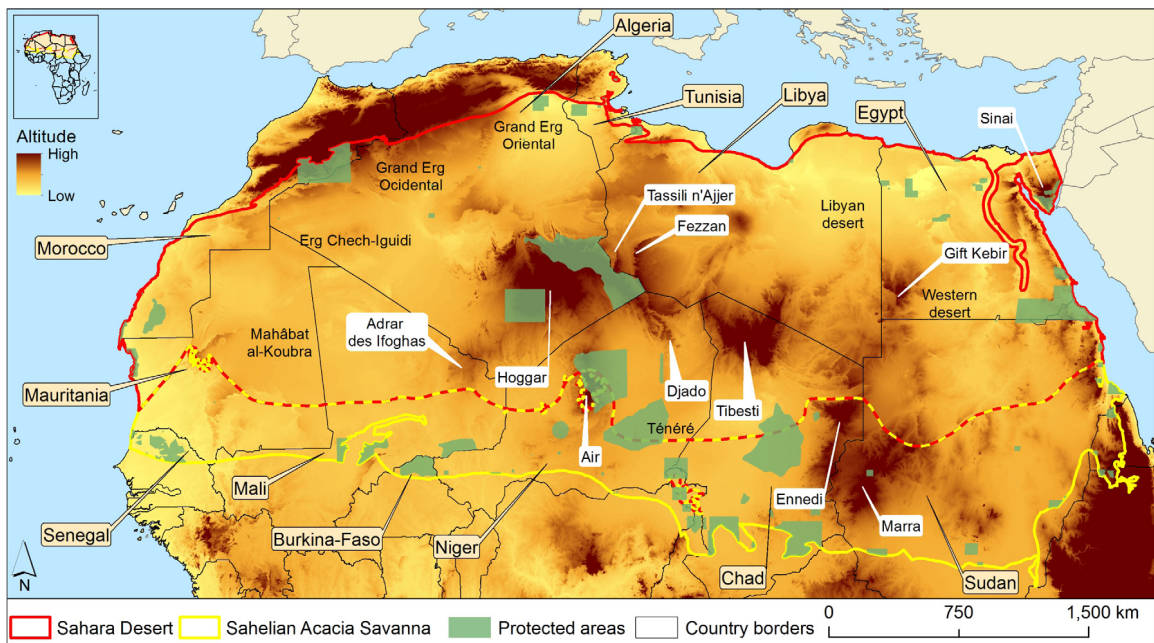 Algeria
Altitude
High
Low
Tunisia
Libya
Egypt
Sinai
Grand Erg
Oriental
Grand Erg
Ocidental
Tassili n'Ajjer
Fezzan
Libyan
desert
Morocco
Erg Chech-Iguidi
Gift Kebir
Western
desert
Mahâbat
al-Koubra
Adrar
des Ifoghas
Mauritania
Hoggar
Djado
Tibesti
Ténéré
Air
Mali
Ennedi
Marra
Senegal
Burkina-Faso
Niger
Chad
Sudan
N
0 750 1,500 km
Sahara Desert Sahelian Acacia Savanna Protected areas Country borders